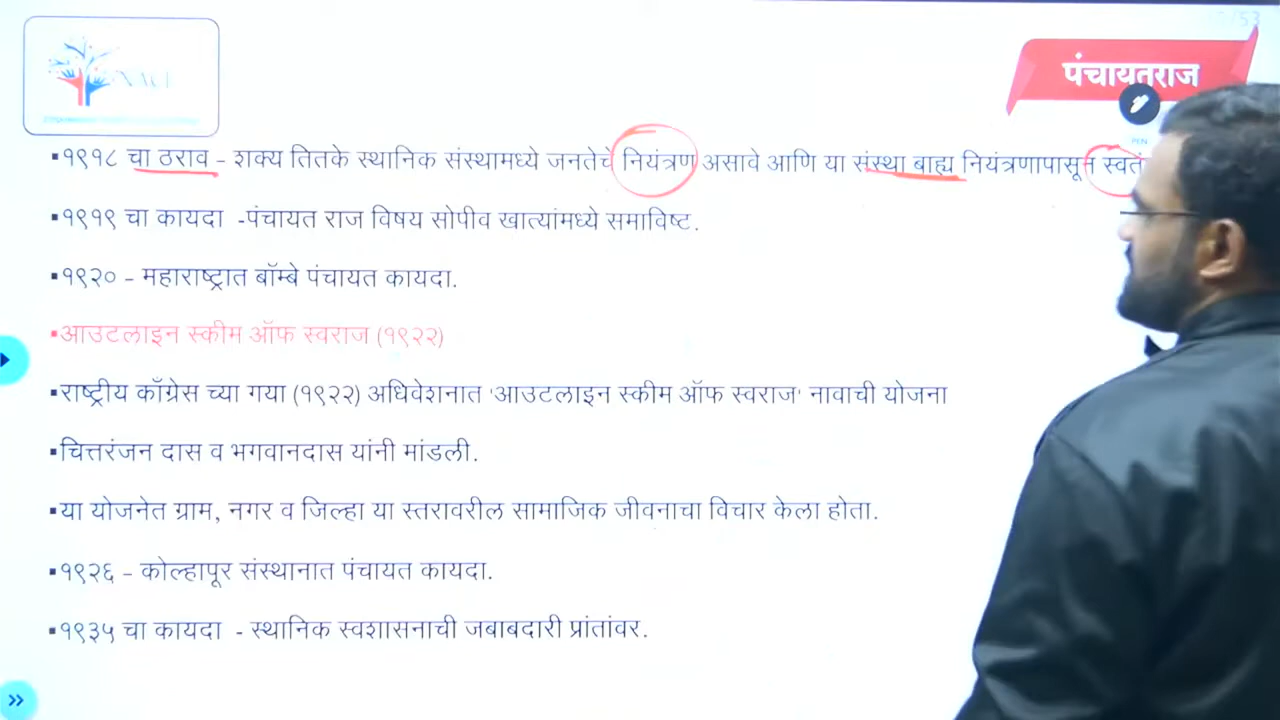 /53
पंचायतराज
PEN
▪१९१८ चा ठराव – शक्य तितके स्थानिक संस्थामध्ये जनतेचे नियंत्रण असावे आणि या संस्था बाह्य नियंत्रणापासून
▪१९१९ चा कायदा -पंचायत राज विषय सोपीव खात्यांमध्ये समाविष्ट.
▪१९२० – महाराष्ट्रात बॉम्बे पंचायत कायदा.
▪आउटलाइन स्कीम ऑफ स्वराज (१९२२)
▪राष्ट्रीय काँग्रेस च्या गया (१९२२) अधिवेशनात 'आउटलाइन स्कीम ऑफ स्वराज' नावाची योजना
▪चित्तरंजन दास व भगवानदास यांनी मांडली.
▪या योजनेत ग्राम, नगर व जिल्हा या स्तरावरील सामाजिक जीवनाचा विचार केला होता.
▪१९२६ – कोल्हापूर संस्थानात पंचायत कायदा.
▪१९३५ चा कायदा - स्थानिक स्वशासनाची जबाबदारी प्रांतांवर.